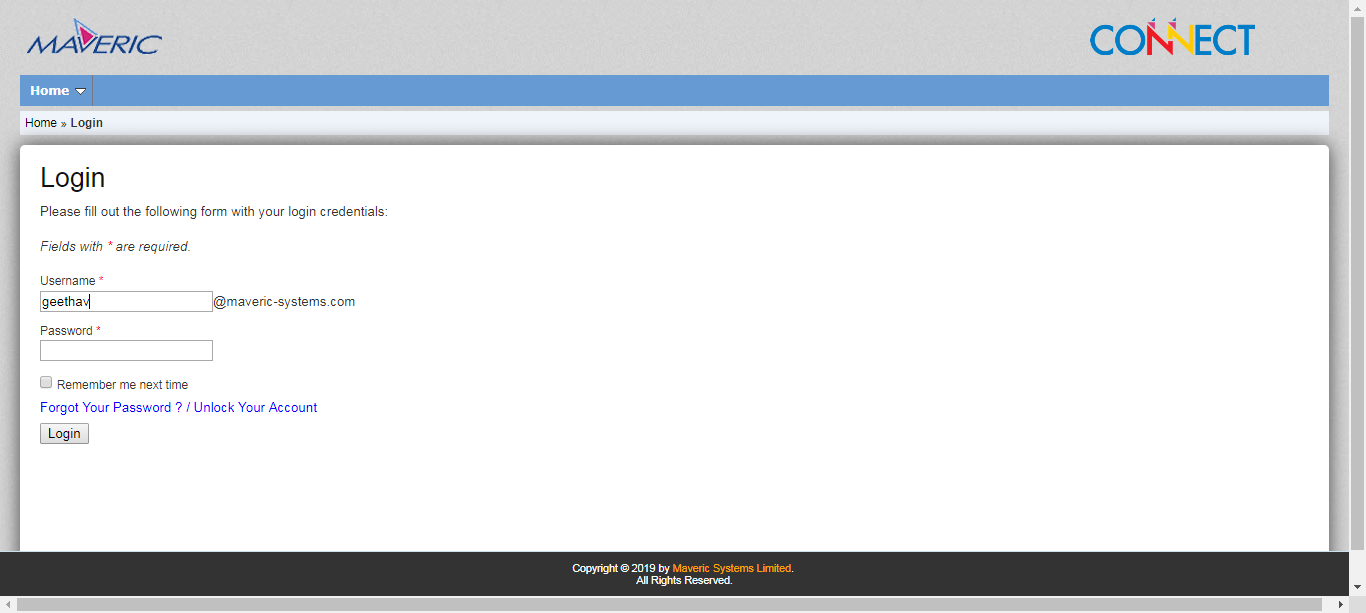 MAVERIC
CONNECT
Home
Home » Login
Login
Please fill out the following form with your login credentials:
Fields with * are required.
Username *
geethav@maveric-systems.com
Password *
Remember me next time
Forgot Your Password ? / Unlock Your Account
Login
Copyright © 2019 by Maveric Systems Limited.
All Rights Reserved.